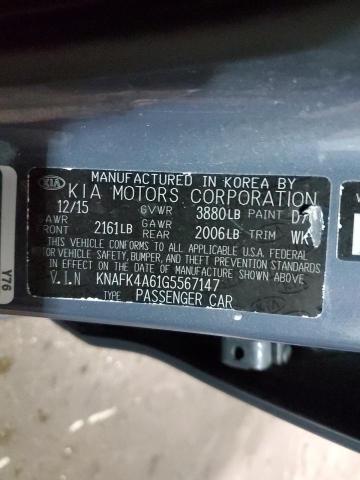 MANUFACTURED IN KOREA BY
KIA KIA MOTORS CORPORATION
12/15 GVWR 3880LB PAINT
GAWR FRONT 2161LB GAWR REAR 2006LB TRIM WK
THIS VEHICLE CONFORMS TO ALL APPLICABLE U.S.A. FEDERAL
MOTOR VEHICLE SAFETY, BUMPER, AND THEFT PREVENTION STANDARDS
IN EFFECT ON THE DATE OF MANUFACTURE SHOWN ABOVE.
V.I.N KNAFK4A61G5567147
TYPE PASSENGER CAR
Y76